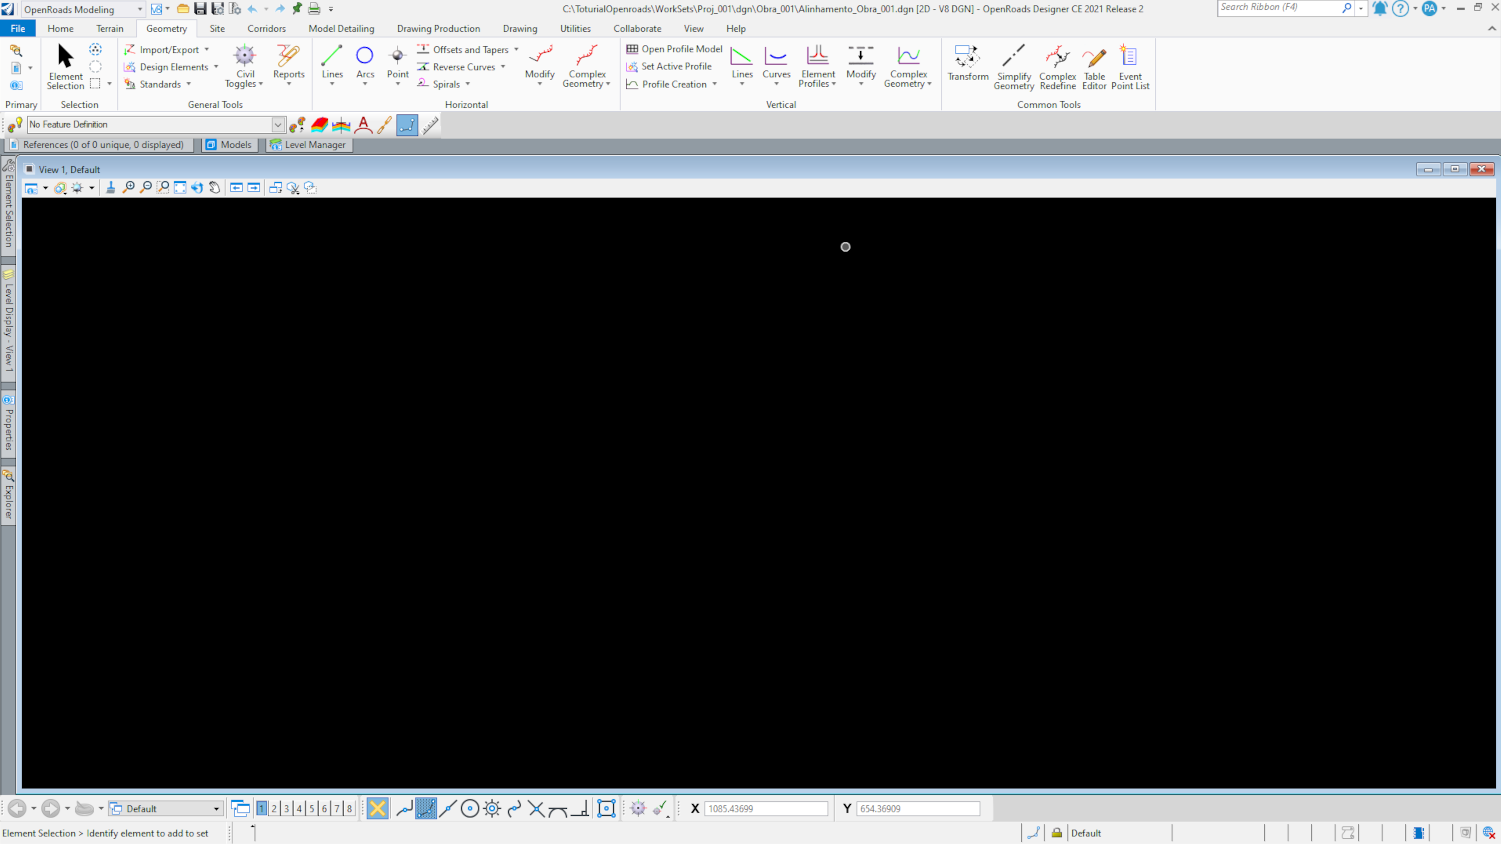 OpenRoads Modeling
C:\ToturialOpenroads\WorkSets\Proj_001\dgn\Obra_001\Alinhamento_Obra_001.dgn [2D - V8 DGN] - OpenRoads Designer CE 2021 Release 2
Search Ribbon (F4)
PA
File Home Terrain Geometry Site Corridors Model Detailing Drawing Production Drawing Utilities Collaborate View Help
Element Selection
Import/Export
Design Elements
Standards
Civil Toggles
Reports
Lines
Arcs
Point
Offsets and Tapers
Reverse Curves
Spirals
Modify
Complex Geometry
Open Profile Model
Set Active Profile
Profile Creation
Lines
Curves
Element Profiles
Modify
Complex Geometry
Transform
Simplify Geometry
Complex Redefine
Table Editor
Event Point List
Primary Selection General Tools Horizontal Vertical Common Tools
No Feature Definition
References (0 of 0 unique, 0 displayed) Models Level Manager
View 1, Default
Element Selection
Level Display - View 1
Properties
Explorer
Default 1 2 3 4 5 6 7 8 X 1085.43699 Y 654.36909
Element Selection > Identify element to add to set Default